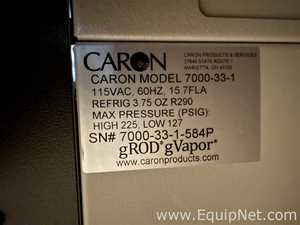 CARON
CARON PRODUCTS & SERVICES
27640 STATE ROUTE 7
MARIETTA, OH 45750
CARON MODEL 7000-33-1
115VAC, 60HZ, 15.7FLA
REFRIG 3.75 OZ R290
MAX PRESSURE (PSIG):
HIGH 225, LOW 127
SN# 7000-33-1-584P
gROD® gVapor®
www.caronproducts.com
www.EquipNet.com